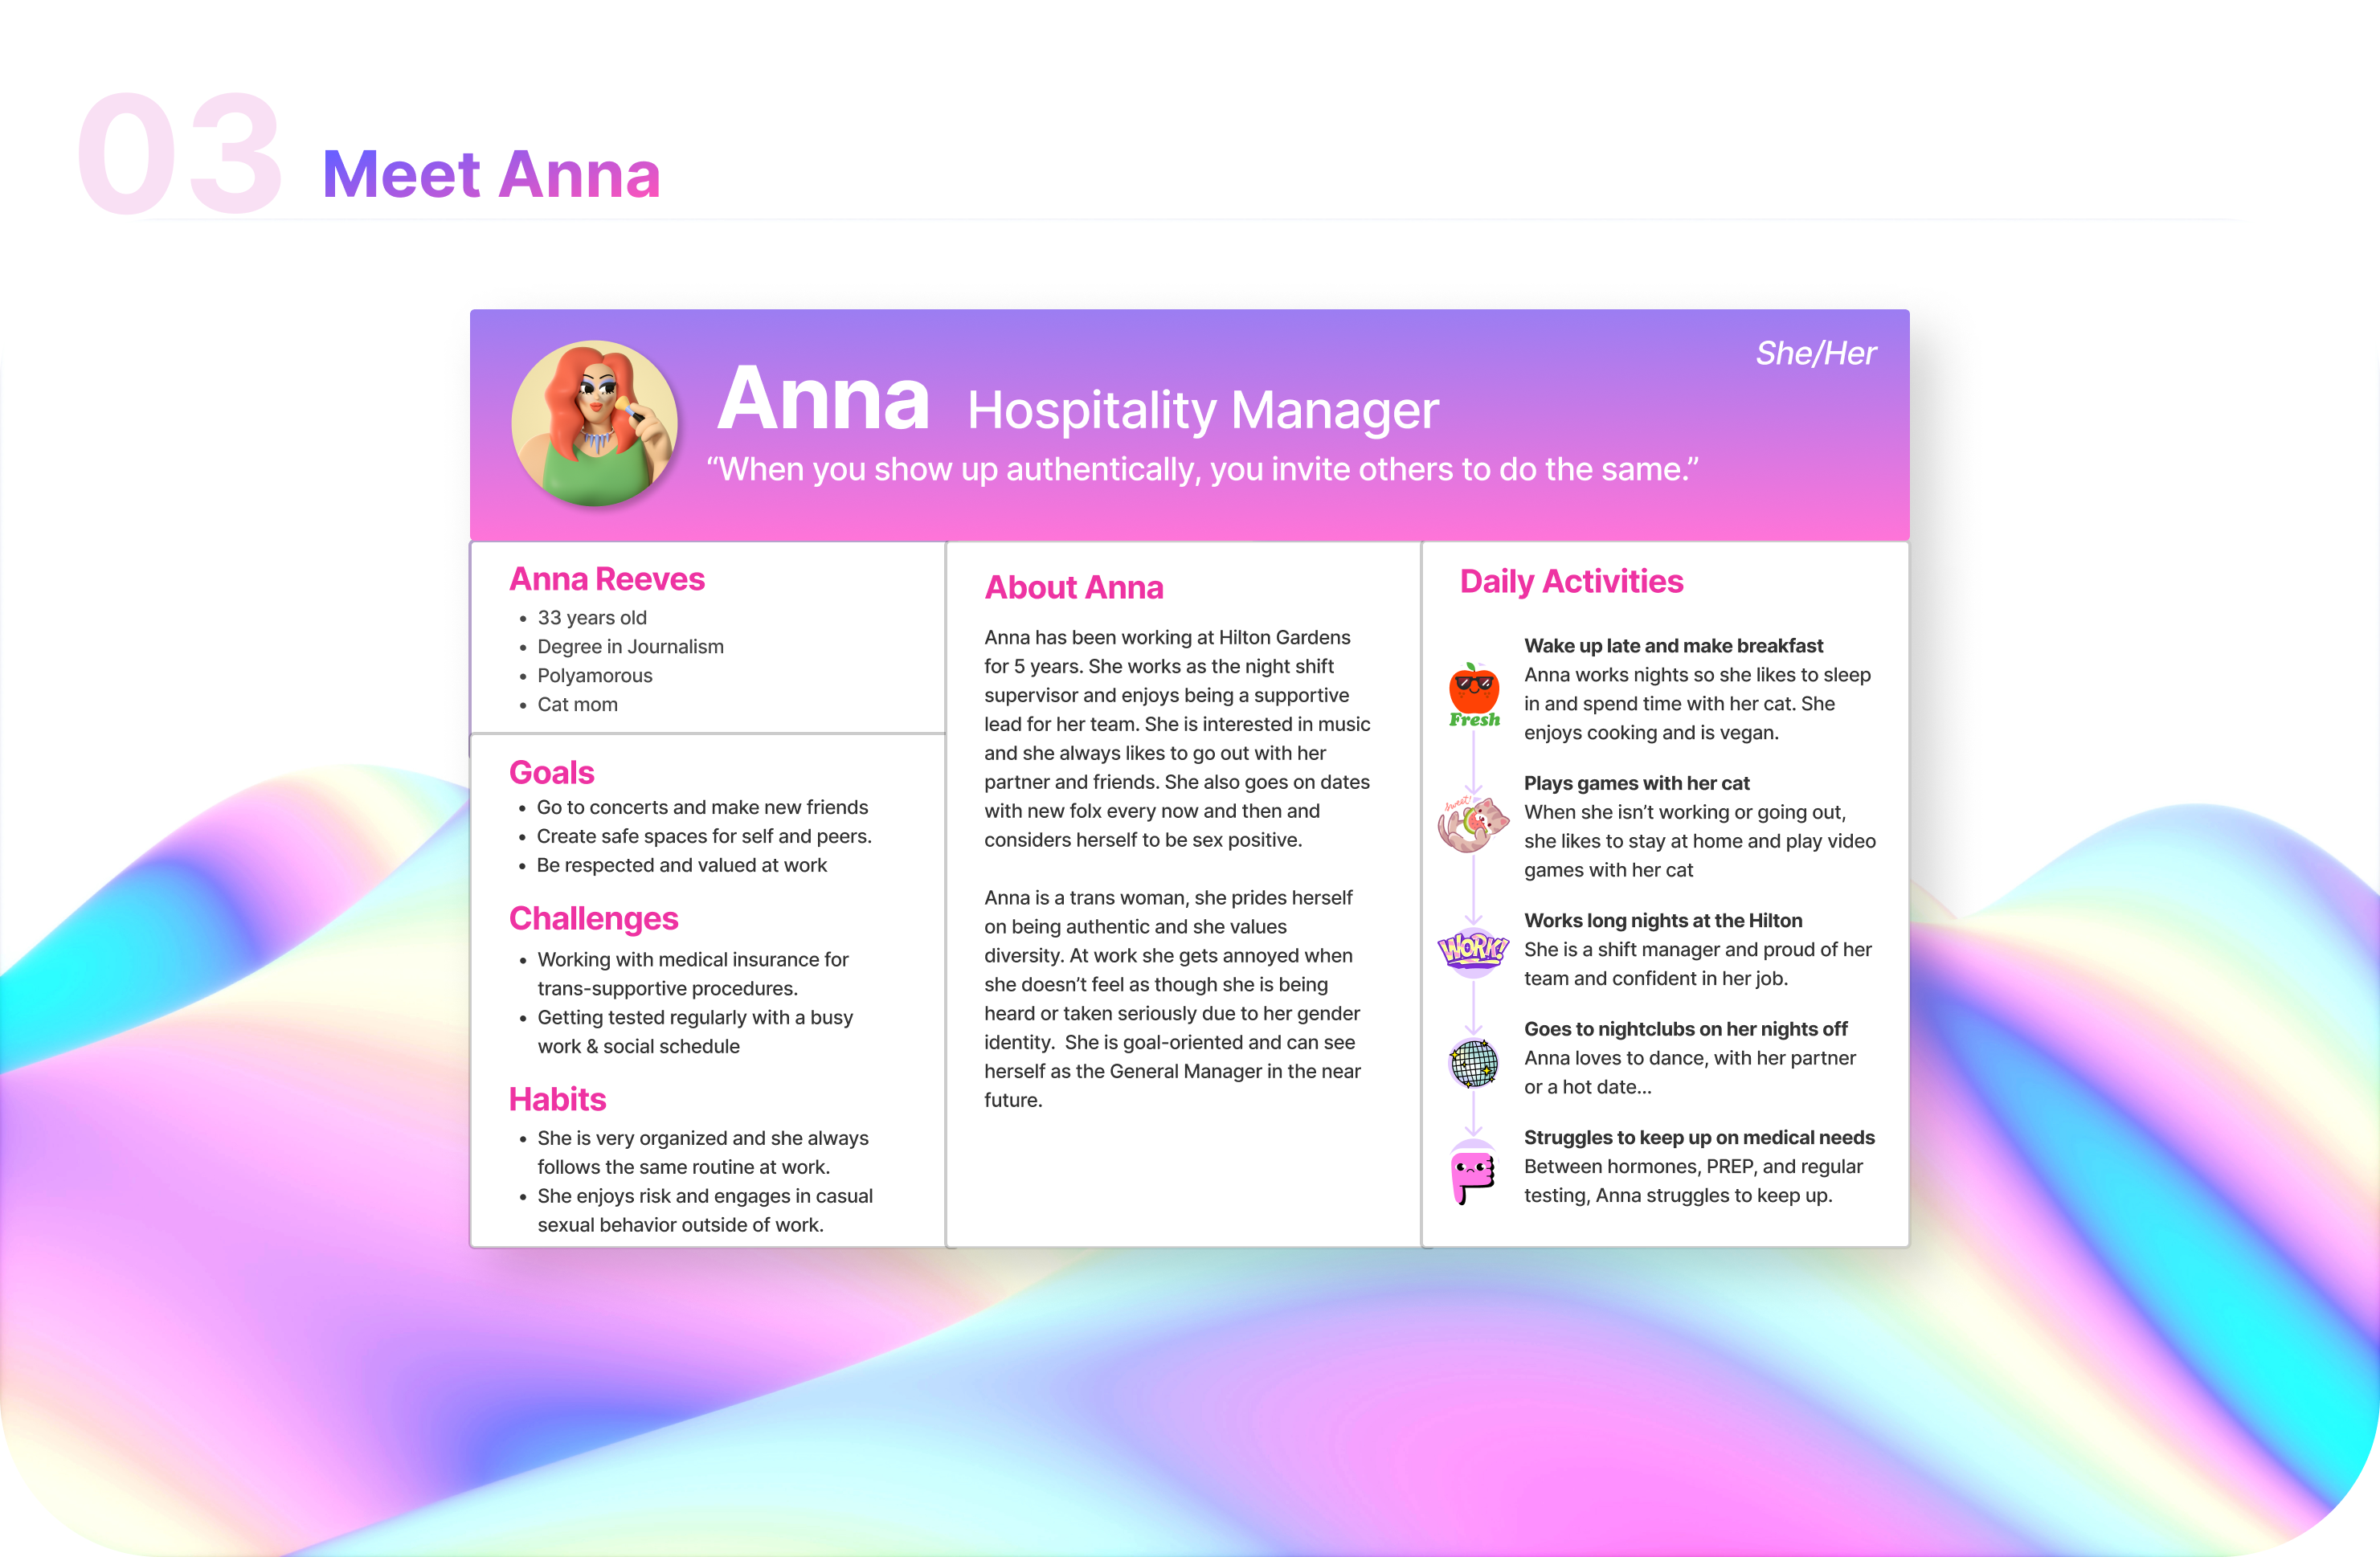 03 Meet Anna
She/Her
Anna Hospitality Manager
“When you show up authentically, you invite others to do the same.”
Anna Reeves
• 33 years old
• Degree in Journalism
• Polyamorous
• Cat mom
Goals
• Go to concerts and make new friends
• Create safe spaces for self and peers.
• Be respected and valued at work
Challenges
• Working with medical insurance for
trans-supportive procedures.
• Getting tested regularly with a busy
work & social schedule
Habits
• She is very organized and she always
follows the same routine at work.
• She enjoys risk and engages in casual
sexual behavior outside of work.
About Anna
Anna has been working at Hilton Gardens
for 5 years. She works as the night shift
supervisor and enjoys being a supportive
lead for her team. She is interested in music
and she always likes to go out with her
partner and friends. She also goes on dates
with new folx every now and then and
considers herself to be sex positive.
Anna is a trans woman, she prides herself
on being authentic and she values
diversity. At work she gets annoyed when
she doesn’t feel as though she is being
heard or taken seriously due to her gender
identity.  She is goal-oriented and can see
herself as the General Manager in the near
future.
Daily Activities
Wake up late and make breakfast
Anna works nights so she likes to sleep
in and spend time with her cat. She
enjoys cooking and is vegan.
Fresh
Plays games with her cat
When she isn’t working or going out,
she likes to stay at home and play video
games with her cat
sweet!
Works long nights at the Hilton
She is a shift manager and proud of her
team and confident in her job.
WORK!
Goes to nightclubs on her nights off
Anna loves to dance, with her partner
or a hot date...
Struggles to keep up on medical needs
Between hormones, PREP, and regular
testing, Anna struggles to keep up.